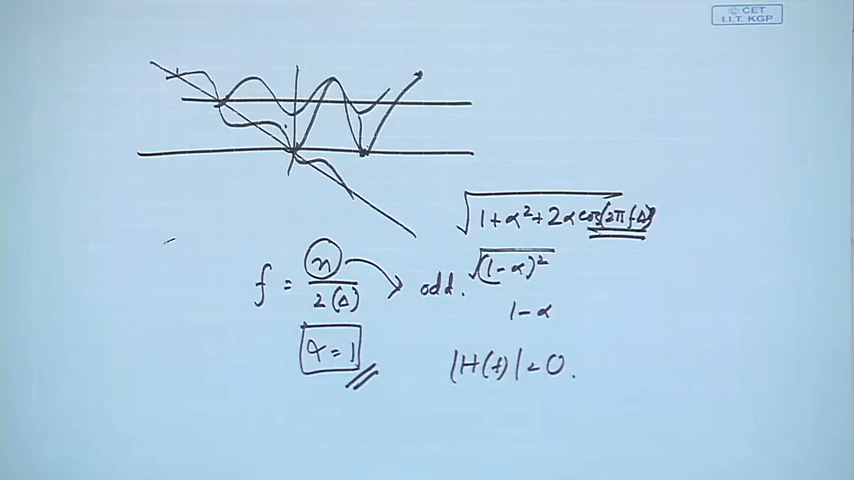 © CET
I.I.T. KGP
√1+α²+2α cos(2πfΔ)
f = n/2(Δ) odd. √(1-α)²
1-α
α = 1
|H(f)| = 0.